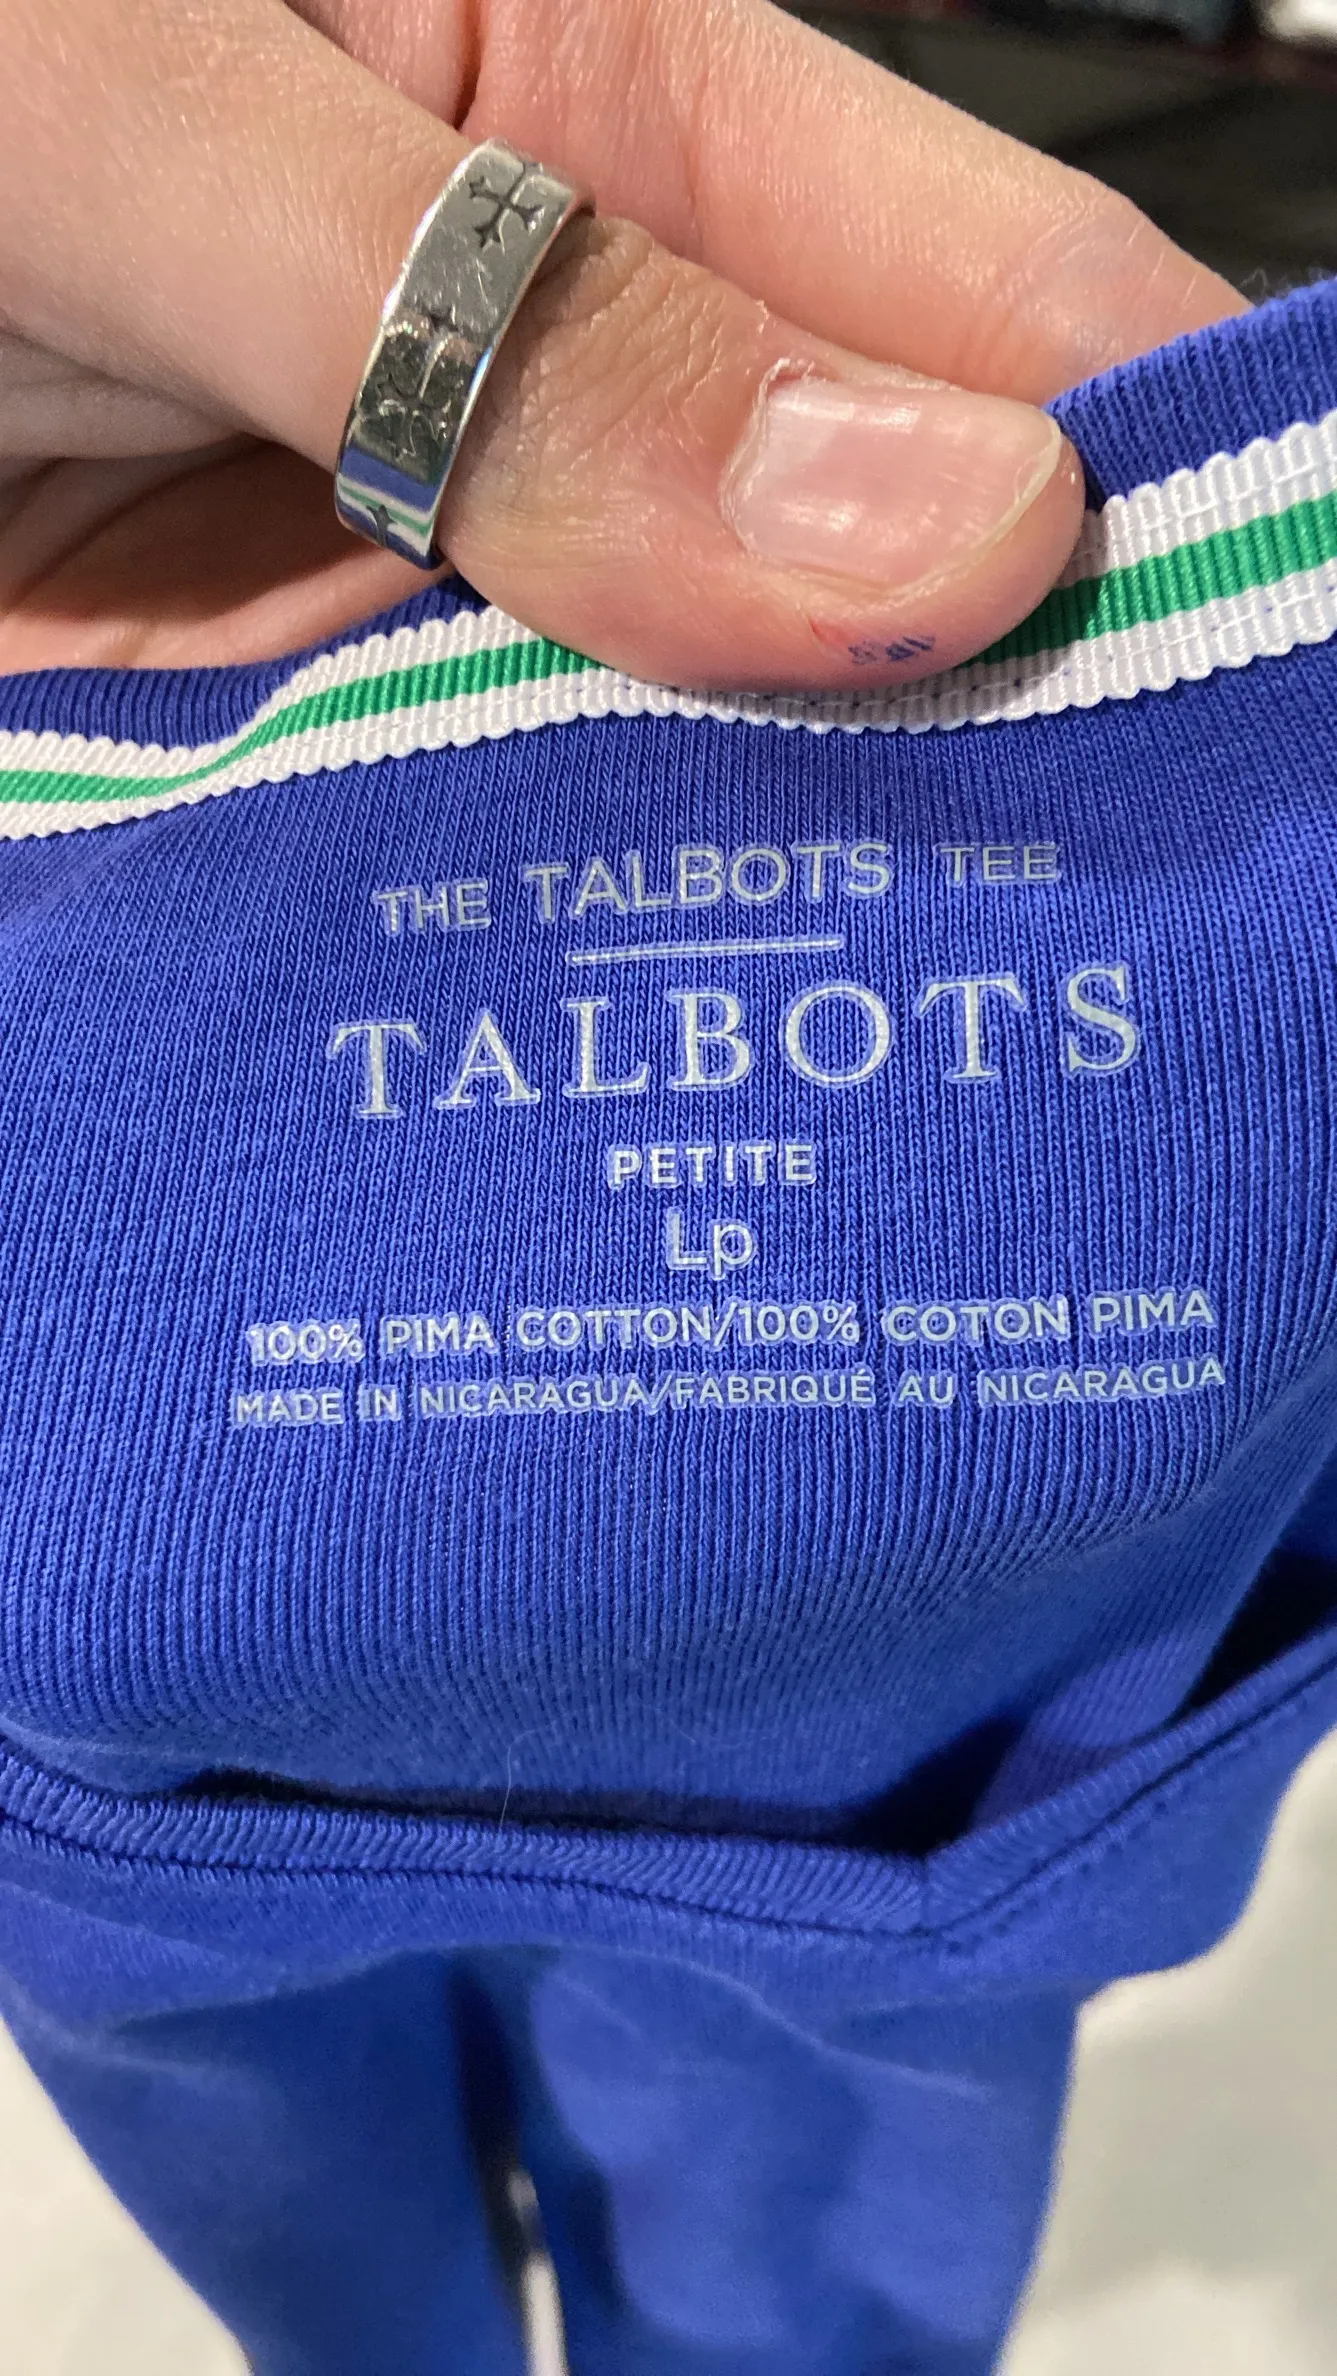 THE TALBOTS TEE
TALBOTS
PETITE
Lp
100% PIMA COTTON/100% COTON PIMA
MADE IN NICARAGUA/FABRIQUÉ AU NICARAGUA